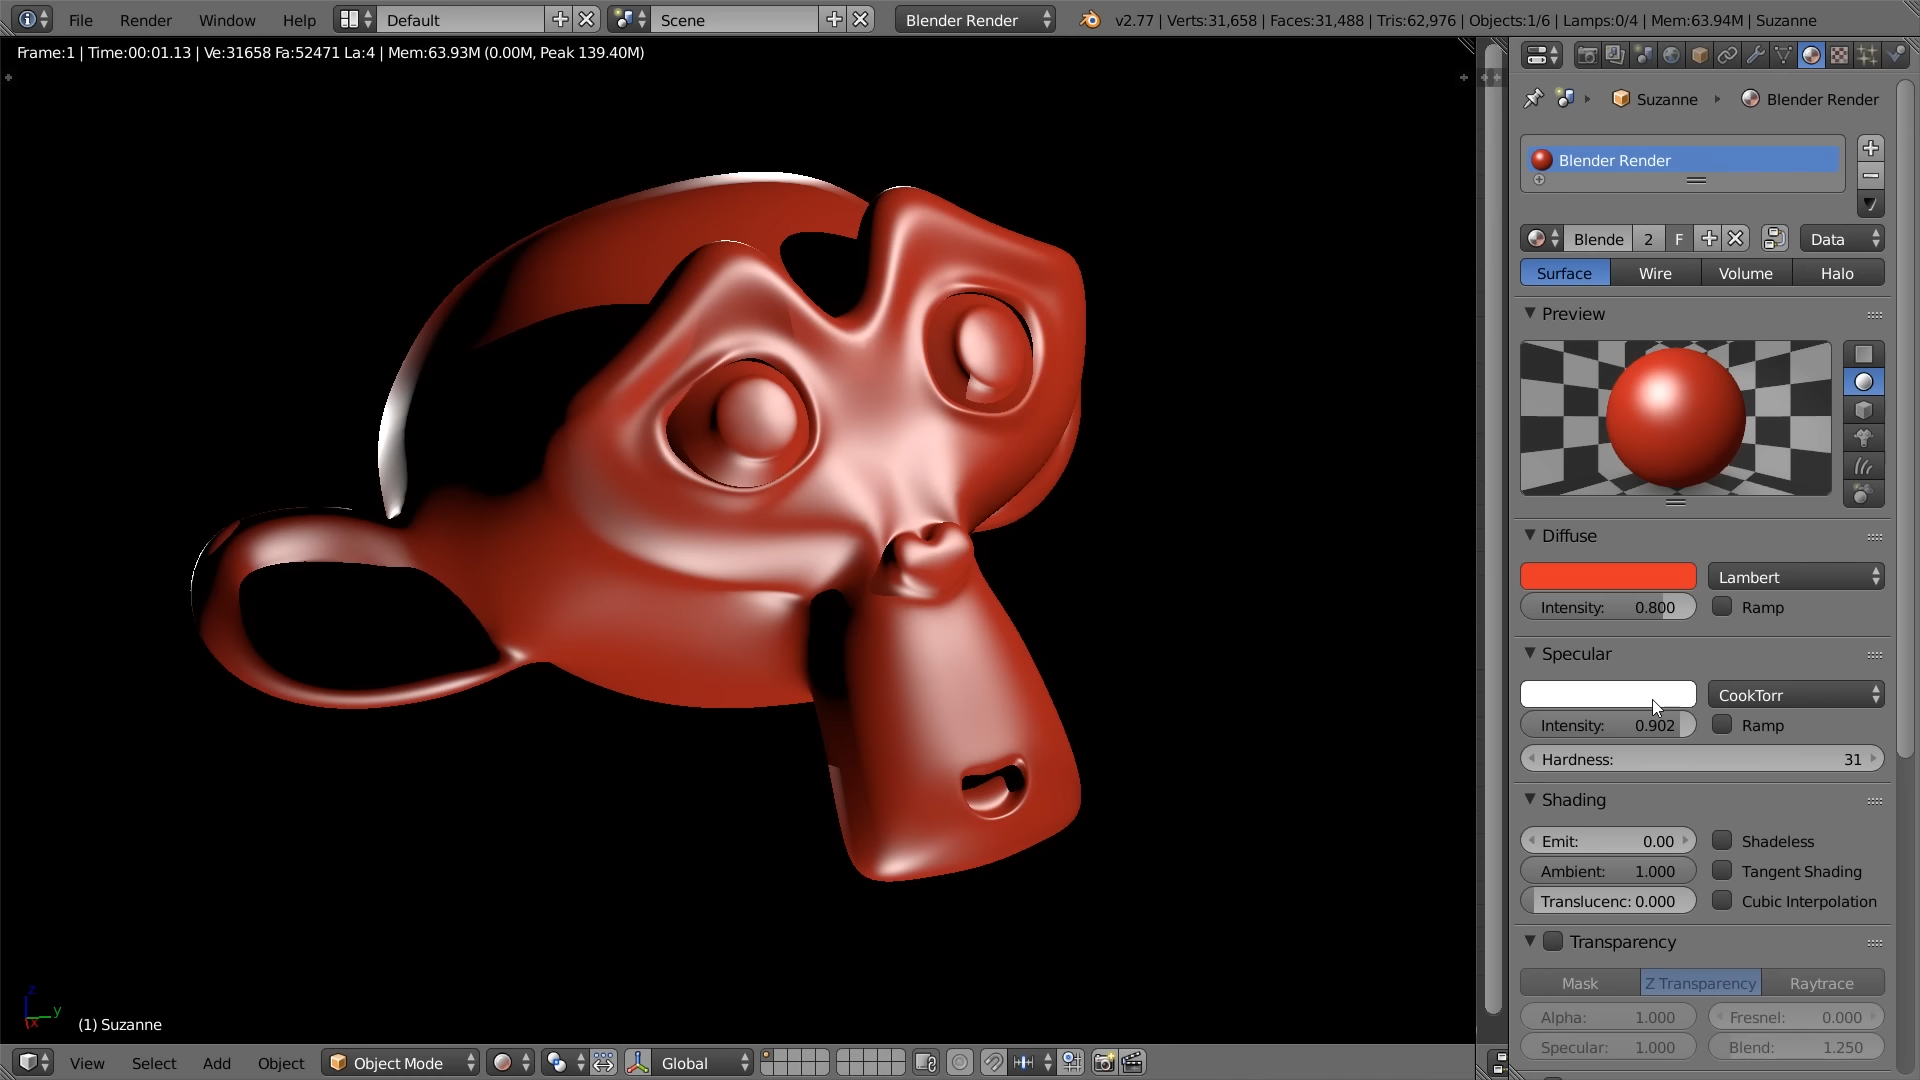 File Render Window Help Default Scene Blender Render v2.77 | Verts:31,658 | Faces:31,488 | Tris:62,976 | Objects:1/6 | Lamps:0/4 | Mem:63.94M | Suzanne
Frame:1 | Time:00:01.13 | Ve:31658 Fa:52471 La:4 | Mem:63.93M (0.00M, Peak 139.40M)
Suzanne Blender Render
Blender Render
Blende 2 F Data
Surface Wire Volume Halo
Preview
Diffuse
Lambert
Intensity: 0.800 Ramp
Specular
CookTorr
Intensity: 0.902 Ramp
Hardness: 31
Shading
Emit: 0.00 Shadeless
Ambient: 1.000 Tangent Shading
Translucenc: 0.000 Cubic Interpolation
Transparency
Mask Z Transparency Raytrace
Alpha: 1.000 Fresnel: 0.000
Specular: 1.000 Blend: 1.250
z
y
x
(1) Suzanne
View Select Add Object Object Mode Global